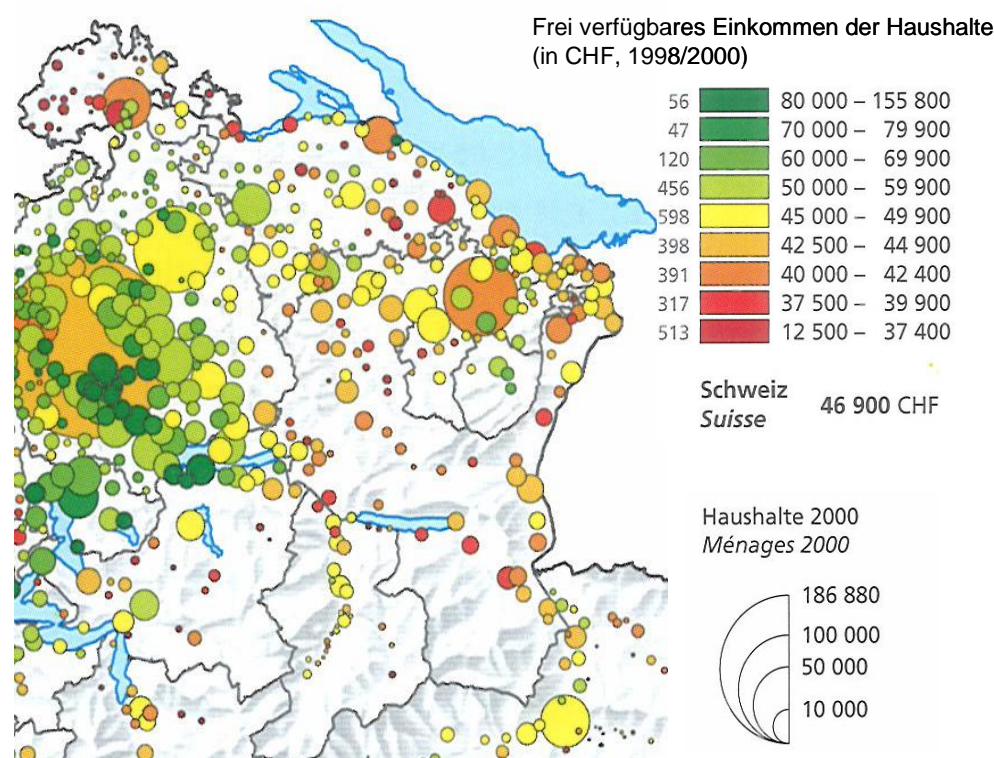 Frei verfügbares Einkommen der Haushalte
(in CHF, 1998/2000)
56 80 000 – 155 800
47 70 000 – 79 900
120 60 000 – 69 900
456 50 000 – 59 900
598 45 000 – 49 900
398 42 500 – 44 900
391 40 000 – 42 400
317 37 500 – 39 900
513 12 500 – 37 400
Schweiz
Suisse
46 900 CHF
Haushalte 2000
Ménages 2000
186 880
100 000
50 000
10 000